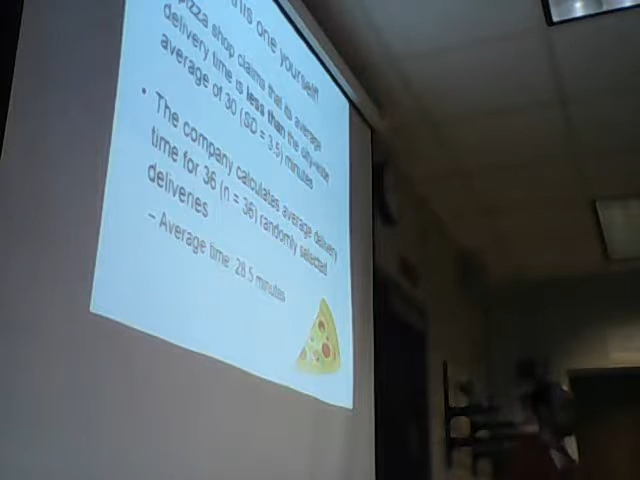 this one yourself!
pizza shop claims that its average
delivery time is less than the city-wide
average of 30 (SD = 3.5) minutes
• The company calculates average delivery
time for 36 (n = 36) randomly selected
deliveries
– Average time: 28.5 minutes